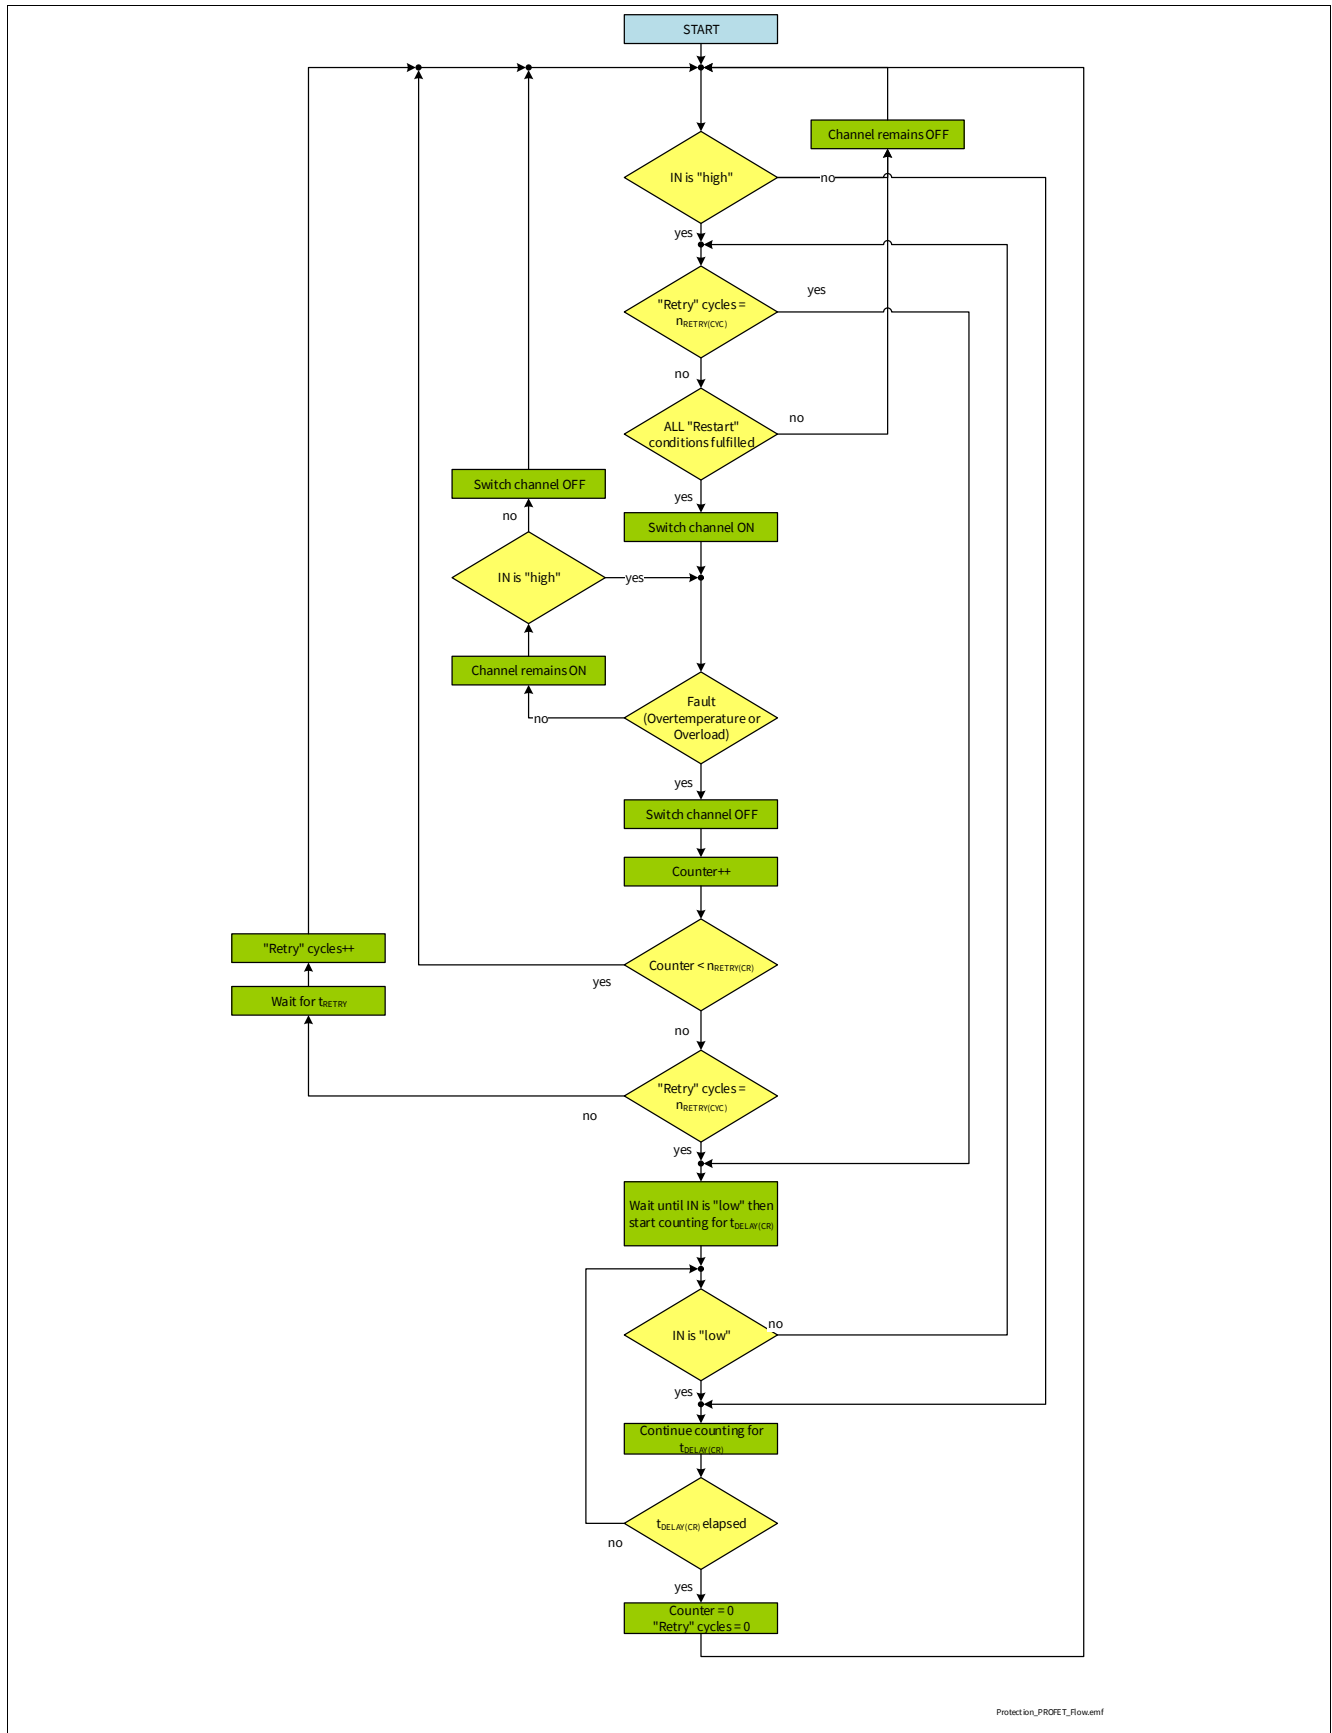 START
Channel remains OFF
IN is "high"
no
yes
"Retry" cycles =
nRETRY(CYC)
yes
no
ALL "Restart"
conditions fulfilled
no
yes
Switch channel OFF
no
Switch channel ON
IN is "high"
yes
Channel remains ON
Fault
(Overtemperature or
Overload)
no
yes
Switch channel OFF
Counter++
"Retry" cycles++
Counter < nRETRY(CR)
yes
Wait for tRETRY
no
"Retry" cycles =
nRETRY(CYC)
no
yes
Wait until IN is "low" then
start counting for tDELAY(CR)
IN is "low"
no
yes
Continue counting for
tDELAY(CR)
tDELAY(CR) elapsed
no
yes
Counter = 0
"Retry" cycles = 0
Protection_PROFET_Flow.emf